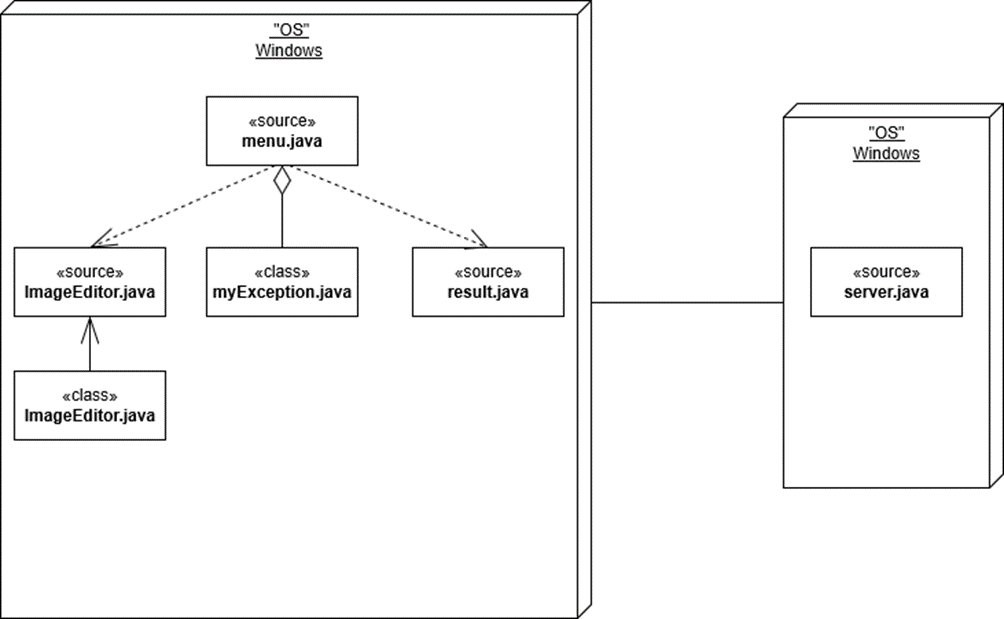 "OS"
Windows
«source»
menu.java
«source»
ImageEditor.java
«class»
myException.java
«source»
result.java
«class»
ImageEditor.java
"OS"
Windows
«source»
server.java